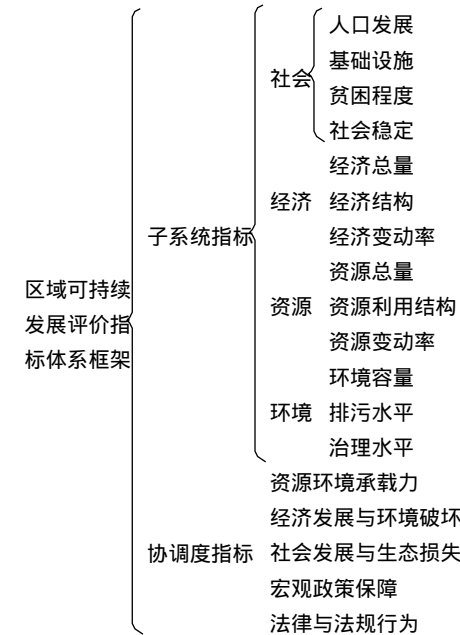 人口发展
基础设施
社会
贫困程度
社会稳定
经济总量
经济 经济结构
子系统指标
经济变动率
资源总量
区域可持续
发展评价指
标体系框架
资源 资源利用结构
资源变动率
环境容量
环境 排污水平
治理水平
资源环境承载力
经济发展与环境破坏
协调度指标 社会发展与生态损失
宏观政策保障
法律与法规行为